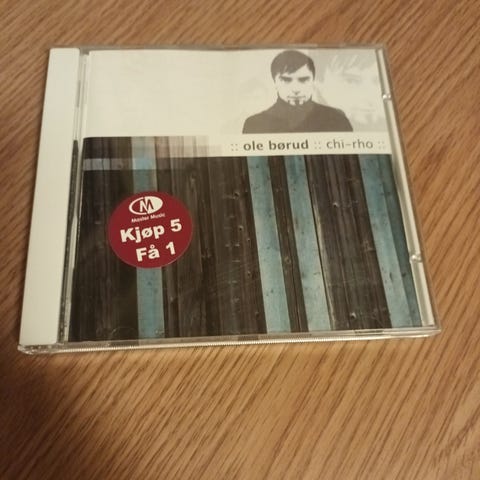 :: ole børud :: chi-rho ::
M
Master Music
Kjøp 5
Få 1